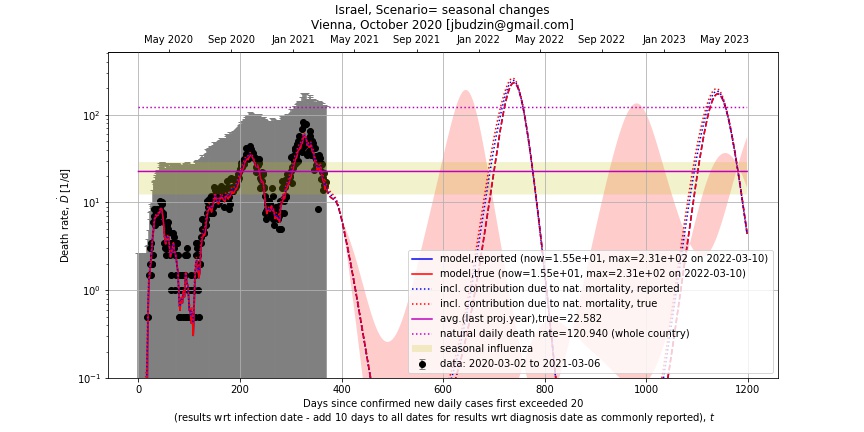 Israel, Scenario= seasonal changes
Vienna, October 2020 [jbudzin@gmail.com]
May 2020 Sep 2020 Jan 2021 May 2021 Sep 2021 Jan 2022 May 2022 Sep 2022 Jan 2023 May 2023
Death rate, Ḋ [1/d]
10²
10¹
10⁰
10⁻¹
model,reported (now=1.55e+01, max=2.31e+02 on 2022-03-10)
model,true (now=1.55e+01, max=2.31e+02 on 2022-03-10)
incl. contribution due to nat. mortality, reported
incl. contribution due to nat. mortality, true
avg.(last proj.year),true=22.582
natural daily death rate=120.940 (whole country)
seasonal influenza
data: 2020-03-02 to 2021-03-06
0 200 400 600 800 1000 1200
Days since confirmed new daily cases first exceeded 20
(results wrt infection date - add 10 days to all dates for results wrt diagnosis date as commonly reported), t